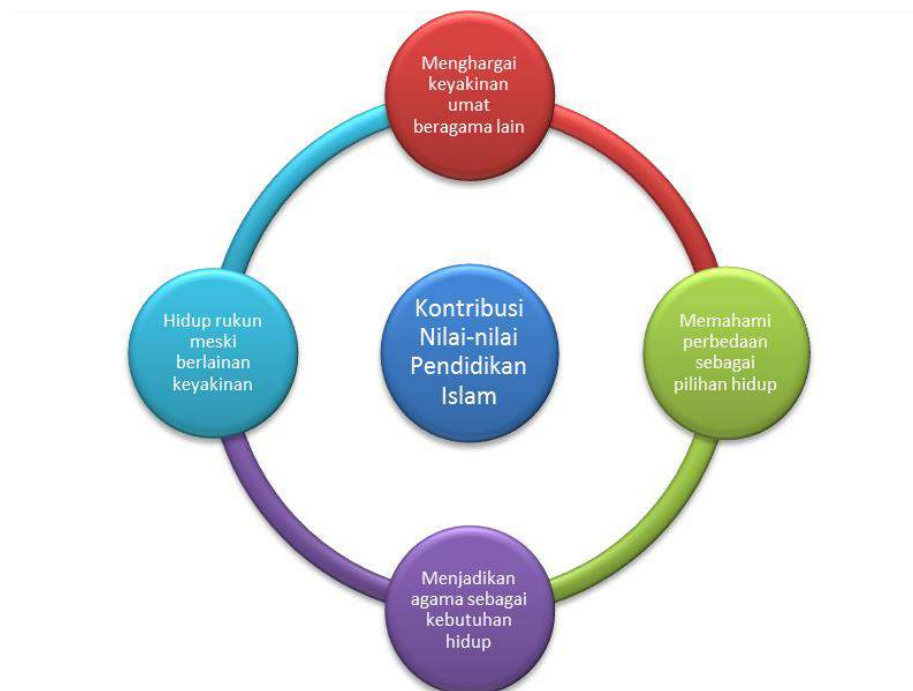 Menghargai
keyakinan
umat
beragama lain
Hidup rukun
meski
berlainan
keyakinan
Kontribusi
Nilai-nilai
Pendidikan
Islam
Memahami
perbedaan
sebagai
pilihan hidup
Menjadikan
agama sebagai
kebutuhan
hidup